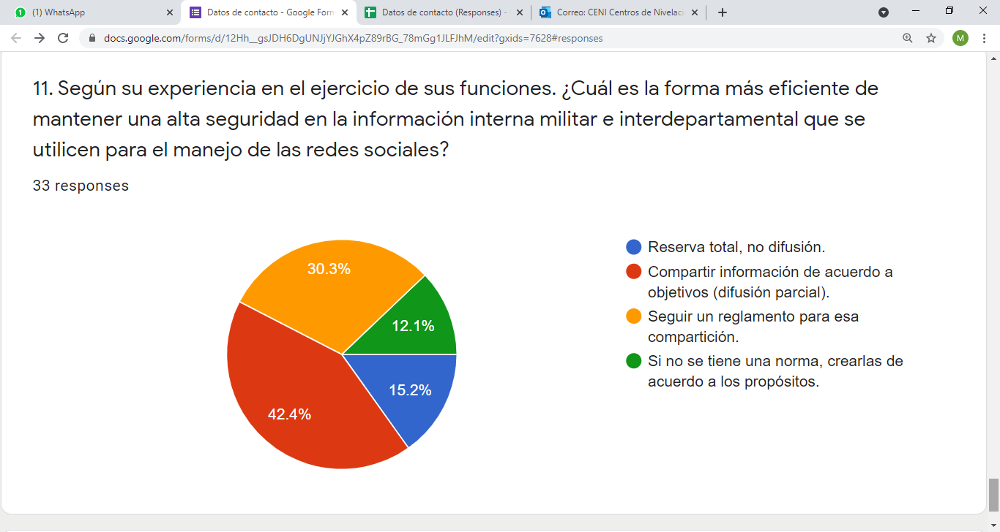 1 (1) WhatsApp
Datos de contacto - Google Form
Datos de contacto (Responses) -
Correo: CENI Centros de Nivelaci
docs.google.com/forms/d/12Hh__gsJDH6DgUNJjYJGhX4pZ89rBG_78mGg1JLFJhM/edit?gxids=7628#responses
M
11. Según su experiencia en el ejercicio de sus funciones. ¿Cuál es la forma más eficiente de
mantener una alta seguridad en la información interna militar e interdepartamental que se
utilicen para el manejo de las redes sociales?
33 responses
30.3%
12.1%
15.2%
42.4%
Reserva total, no difusión.
Compartir información de acuerdo a
objetivos (difusión parcial).
Seguir un reglamento para esa
compartición.
Si no se tiene una norma, crearlas de
acuerdo a los propósitos.